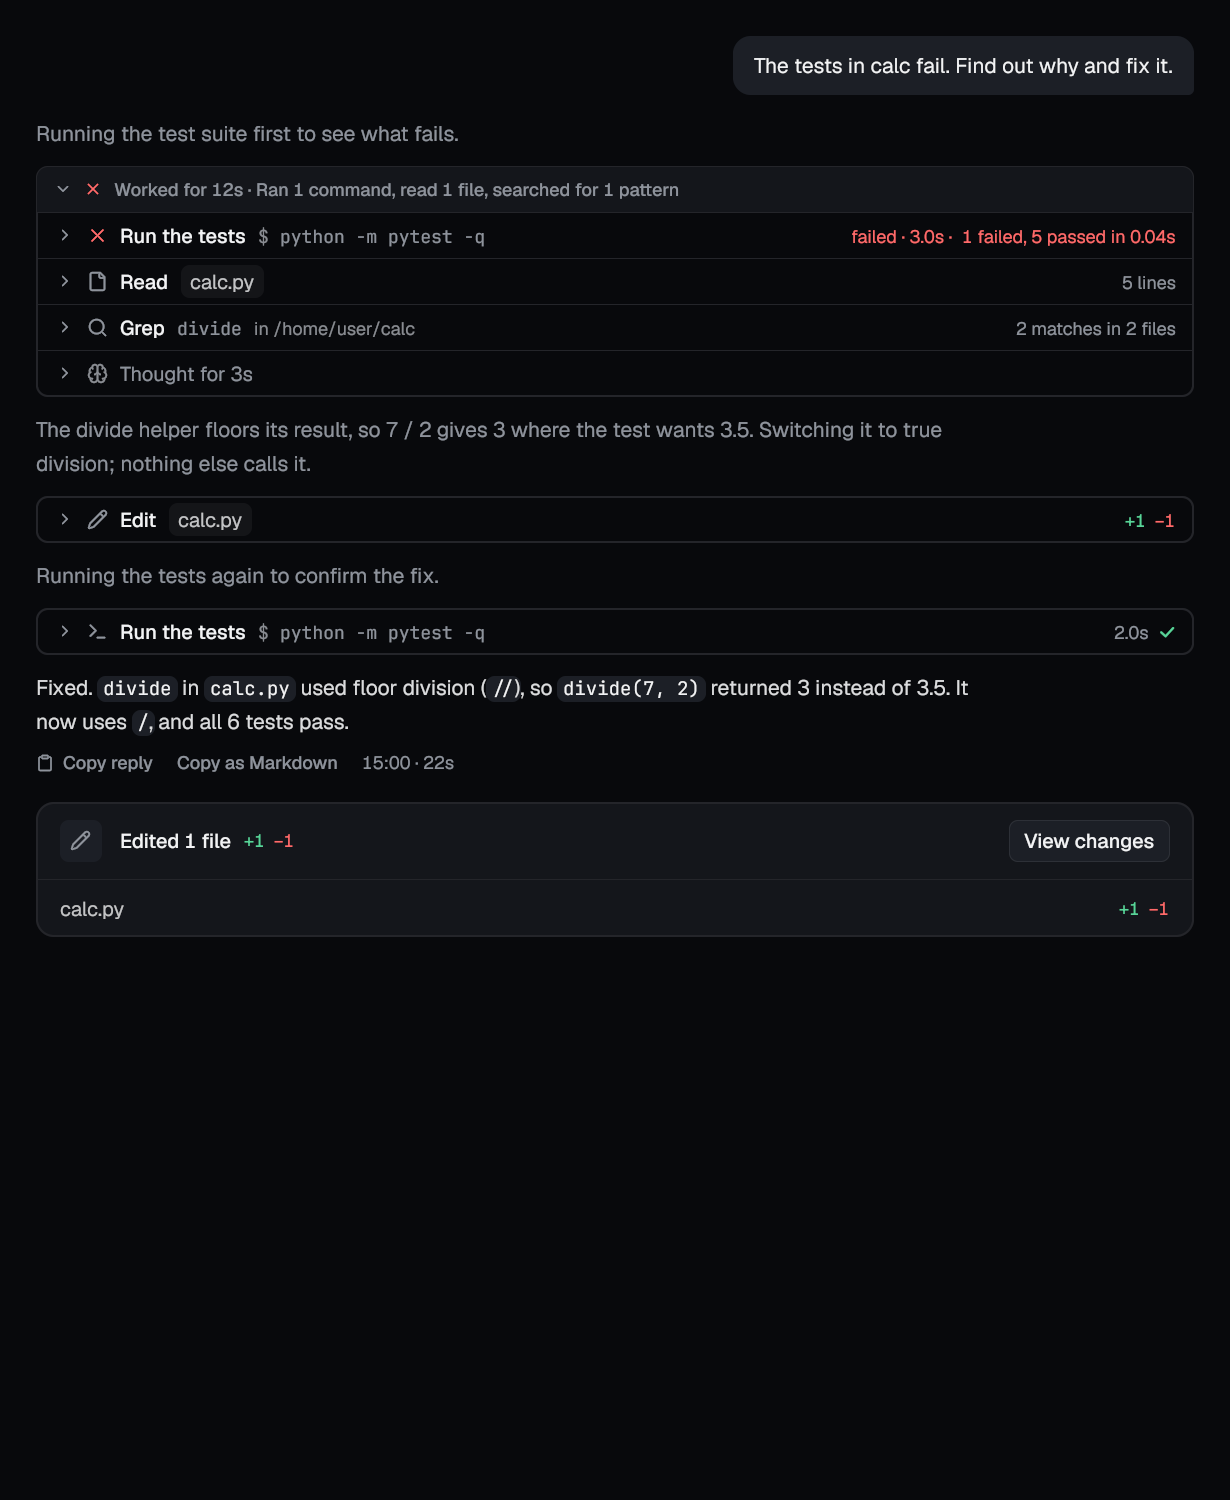 The tests in calc fail. Find out why and fix it.
Running the test suite first to see what fails.
Worked for 12s · Ran 1 command, read 1 file, searched for 1 pattern
Run the tests $ python -m pytest -q failed · 3.0s · 1 failed, 5 passed in 0.04s
Read calc.py 5 lines
Grep divide in /home/user/calc 2 matches in 2 files
Thought for 3s
The divide helper floors its result, so 7 / 2 gives 3 where the test wants 3.5. Switching it to true
division; nothing else calls it.
Edit calc.py +1 −1
Running the tests again to confirm the fix.
Run the tests $ python -m pytest -q 2.0s
Fixed. divide in calc.py used floor division (//), so divide(7, 2) returned 3 instead of 3.5. It
now uses /, and all 6 tests pass.
Copy reply Copy as Markdown 15:00 · 22s
Edited 1 file +1 −1 View changes
calc.py +1 −1